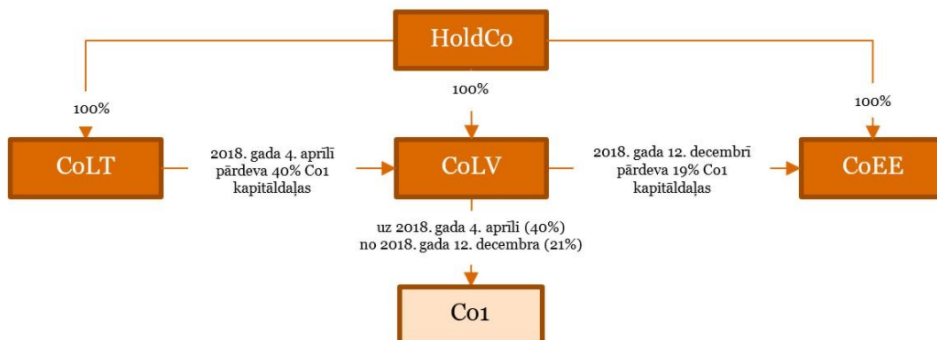 HoldCo
100%
100%
100%
CoLT
2018. gada 4. aprīlī
pārdeva 40% Co1
kapitāldaļas
CoLV
2018. gada 12. decembrī
pārdeva 19% Co1
kapitāldaļas
CoEE
uz 2018. gada 4. aprīli (40%)
no 2018. gada 12. decembra (21%)
Co1